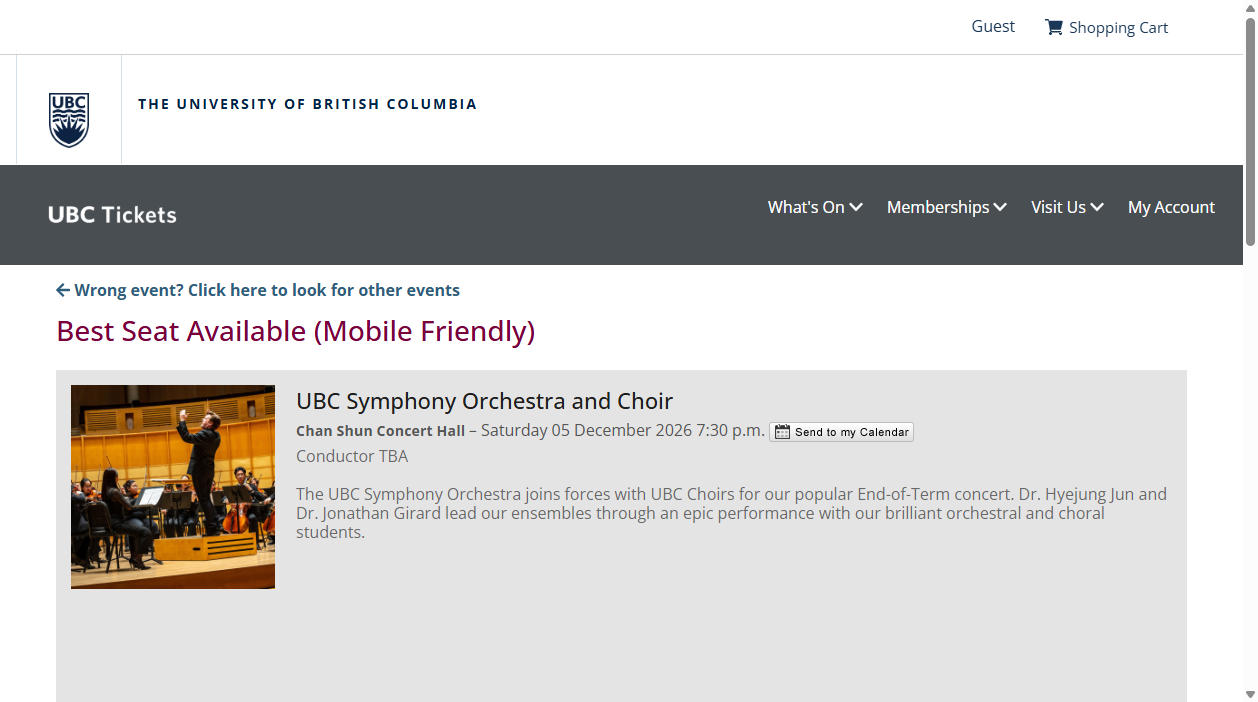 Guest Shopping Cart
UBC
THE UNIVERSITY OF BRITISH COLUMBIA
UBC Tickets
What's On Memberships Visit Us My Account
Wrong event? Click here to look for other events
Best Seat Available (Mobile Friendly)
UBC Symphony Orchestra and Choir
Chan Shun Concert Hall – Saturday 05 December 2026 7:30 p.m. Send to my Calendar
Conductor TBA
The UBC Symphony Orchestra joins forces with UBC Choirs for our popular End-of-Term concert. Dr. Hyejung Jun and
Dr. Jonathan Girard lead our ensembles through an epic performance with our brilliant orchestral and choral
students.